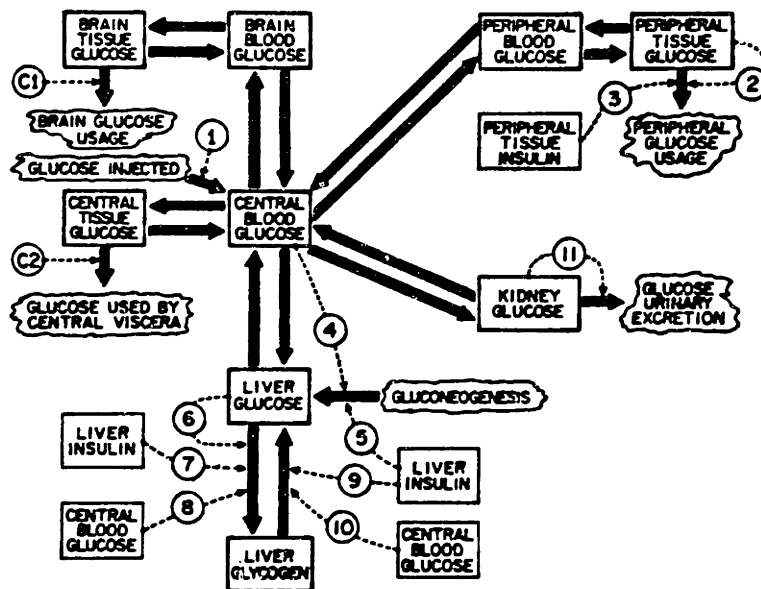 BRAIN
TISSUE
GLUCOSE
BRAIN
BLOOD
GLUCOSE
PERIPHERAL
BLOOD
GLUCOSE
PERIPHERAL
TISSUE
GLUCOSE
C1
3
2
BRAIN GLUCOSE
USAGE
1
PERIPHERAL
TISSUE
INSULIN
PERIPHERAL
GLUCOSE
USAGE
GLUCOSE INJECTED
CENTRAL
TISSUE
GLUCOSE
CENTRAL
BLOOD
GLUCOSE
C2
11
GLUCOSE USED BY
CENTRAL VISCERA
KIDNEY
GLUCOSE
GLUCOSE
URINARY
EXCRETION
4
LIVER
GLUCOSE
GLUCONEOGENESIS
6
5
LIVER
INSULIN
7
9
LIVER
INSULIN
8
10
CENTRAL
BLOOD
GLUCOSE
CENTRAL
BLOOD
GLUCOSE
LIVER
GLYCOGEN